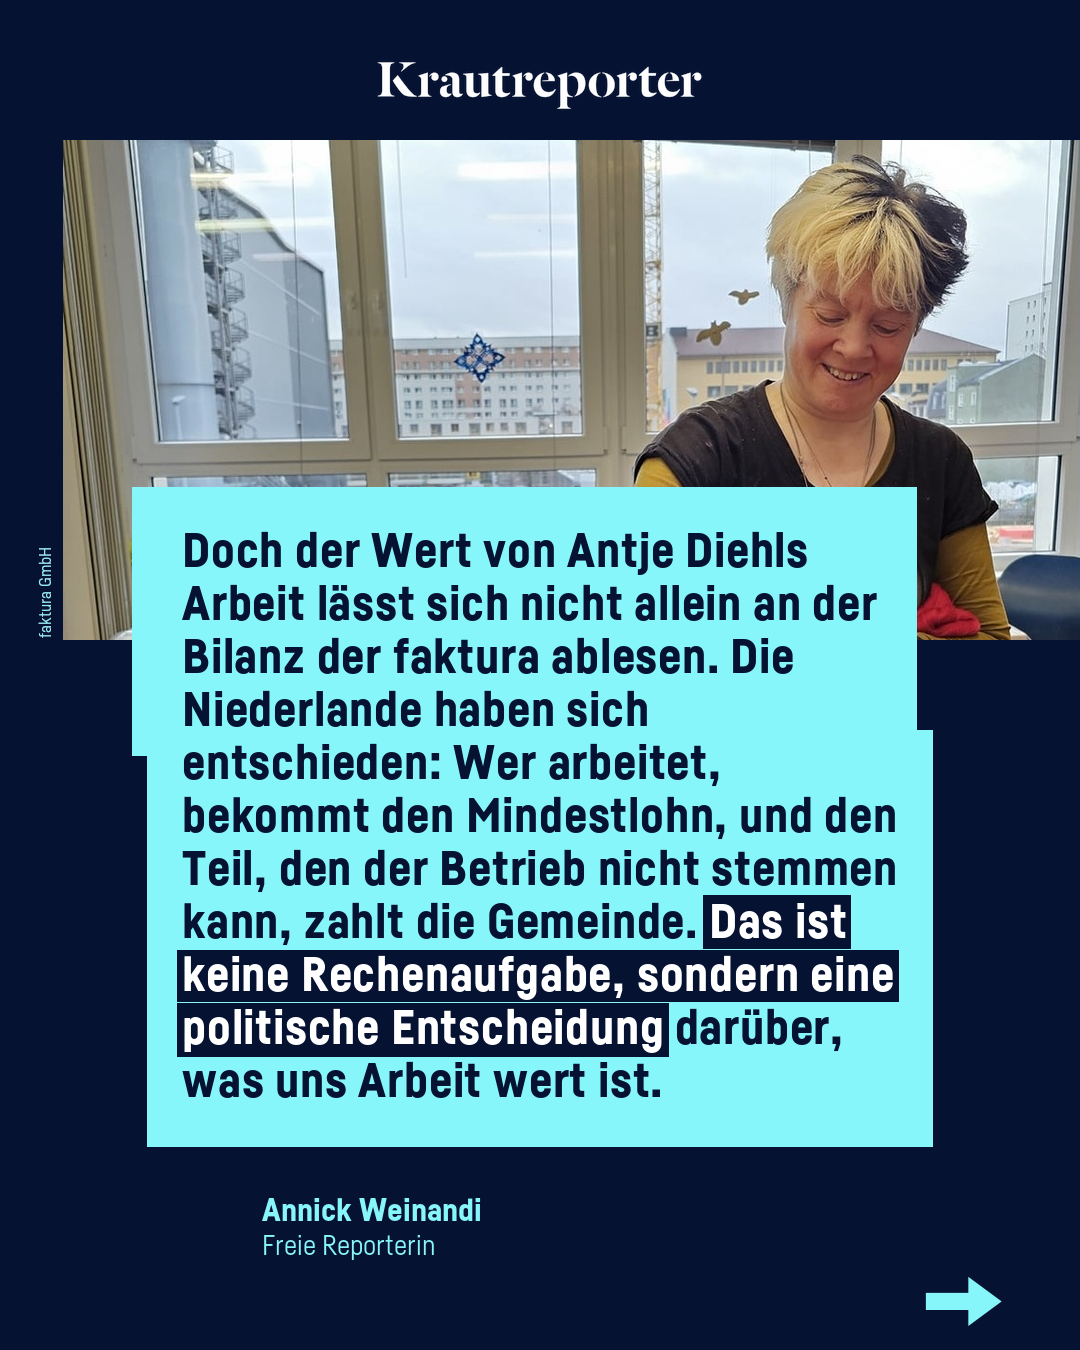 Krautreporter
faktura GmbH
Doch der Wert von Antje Diehls
Arbeit lässt sich nicht allein an der
Bilanz der faktura ablesen. Die
Niederlande haben sich
entschieden: Wer arbeitet,
bekommt den Mindestlohn, und den
Teil, den der Betrieb nicht stemmen
kann, zahlt die Gemeinde. Das ist
keine Rechenaufgabe, sondern eine
politische Entscheidung darüber,
was uns Arbeit wert ist.
Annick Weinandi
Freie Reporterin